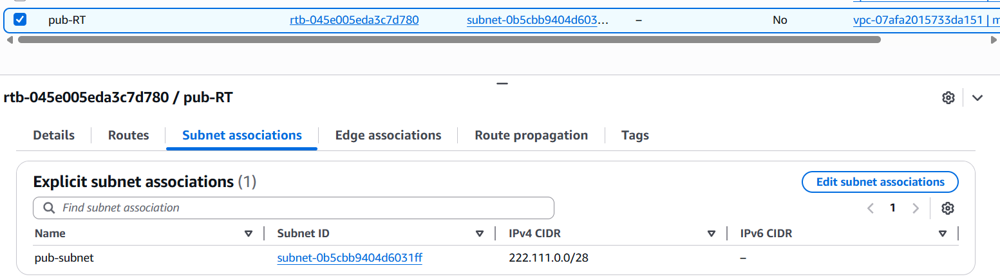 pub-RT rtb-045e005eda3c7d780 subnet-0b5cbb9404d603... – No vpc-07afa2015733da151 | m
rtb-045e005eda3c7d780 / pub-RT
Details Routes Subnet associations Edge associations Route propagation Tags
Explicit subnet associations (1) Edit subnet associations
Find subnet association 1
Name Subnet ID IPv4 CIDR IPv6 CIDR
pub-subnet subnet-0b5cbb9404d6031ff 222.111.0.0/28 –